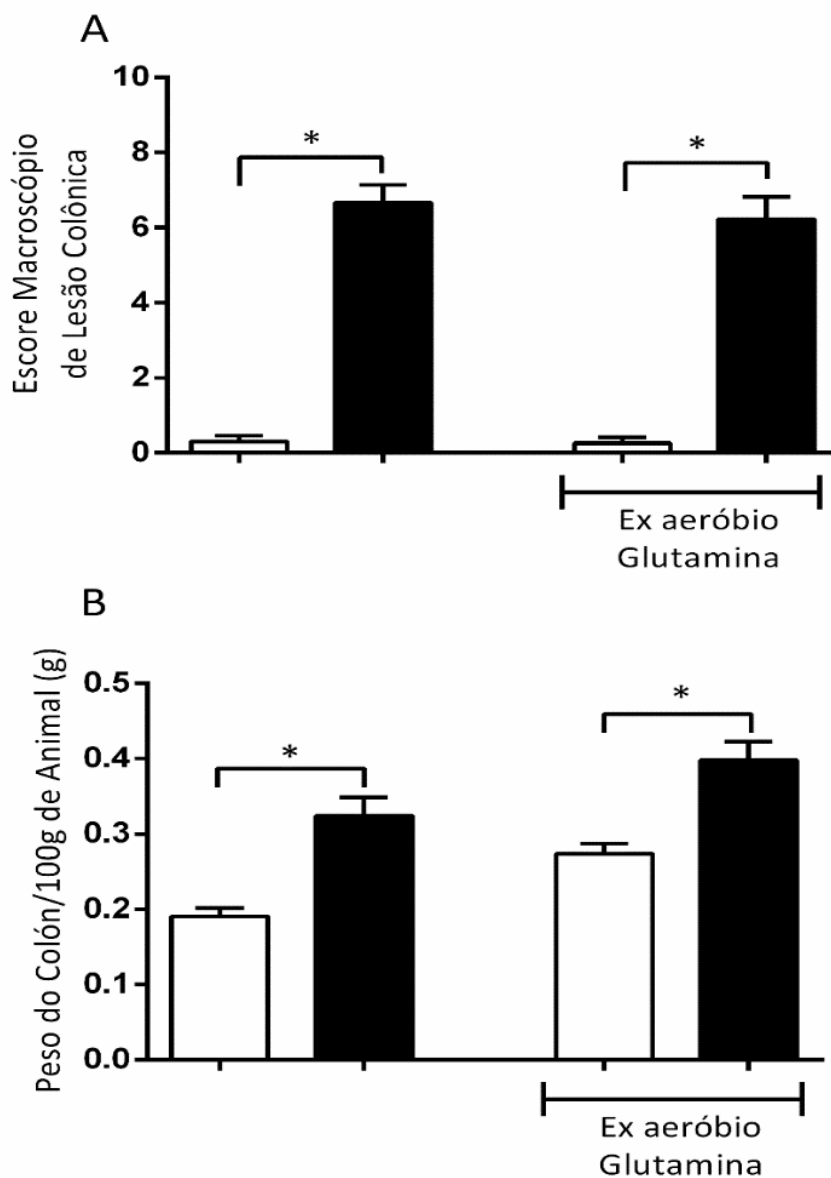 A
Escore Macroscópio
de Lesão Colônica
10
8
6
4
2
0
*
*
Ex aeróbio
Glutamina
B
Peso do Colón/100g de Animal (g)
0.5
0.4
0.3
0.2
0.1
0.0
*
*
Ex aeróbio
Glutamina